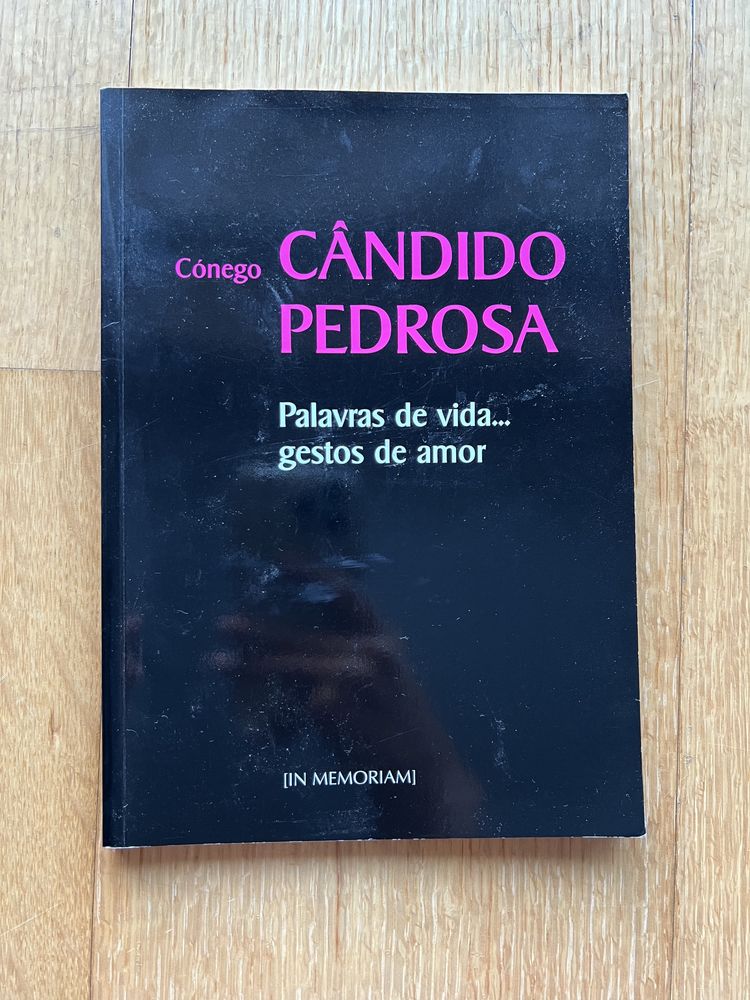 Cónego CÂNDIDO
PEDROSA
Palavras de vida...
gestos de amor
[IN MEMORIAM]